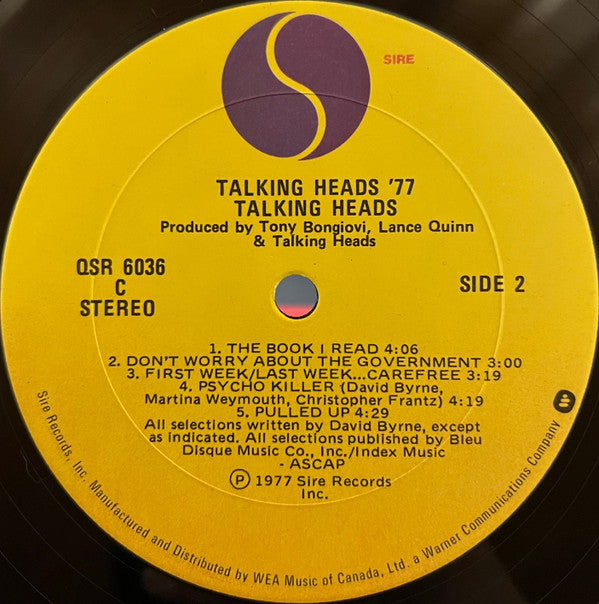 SIRE
TALKING HEADS '77
TALKING HEADS
Produced by Tony Bongiovi, Lance Quinn
& Talking Heads
QSR 6036
C
STEREO
SIDE 2
1. THE BOOK I READ 4:06
2. DON'T WORRY ABOUT THE GOVERNMENT 3:00
3. FIRST WEEK/LAST WEEK...CAREFREE 3:19
4. PSYCHO KILLER (David Byrne,
Martina Weymouth, Christopher Frantz) 4:19
5. PULLED UP 4:29
All selections written by David Byrne, except
as indicated. All selections published by Bleu
Disque Music Co., Inc./Index Music
- ASCAP
Ⓟ 1977 Sire Records
Inc.
Sire Records, Inc. Manufactured and Distributed by WEA Music of Canada, Ltd. a Warner Communications Company